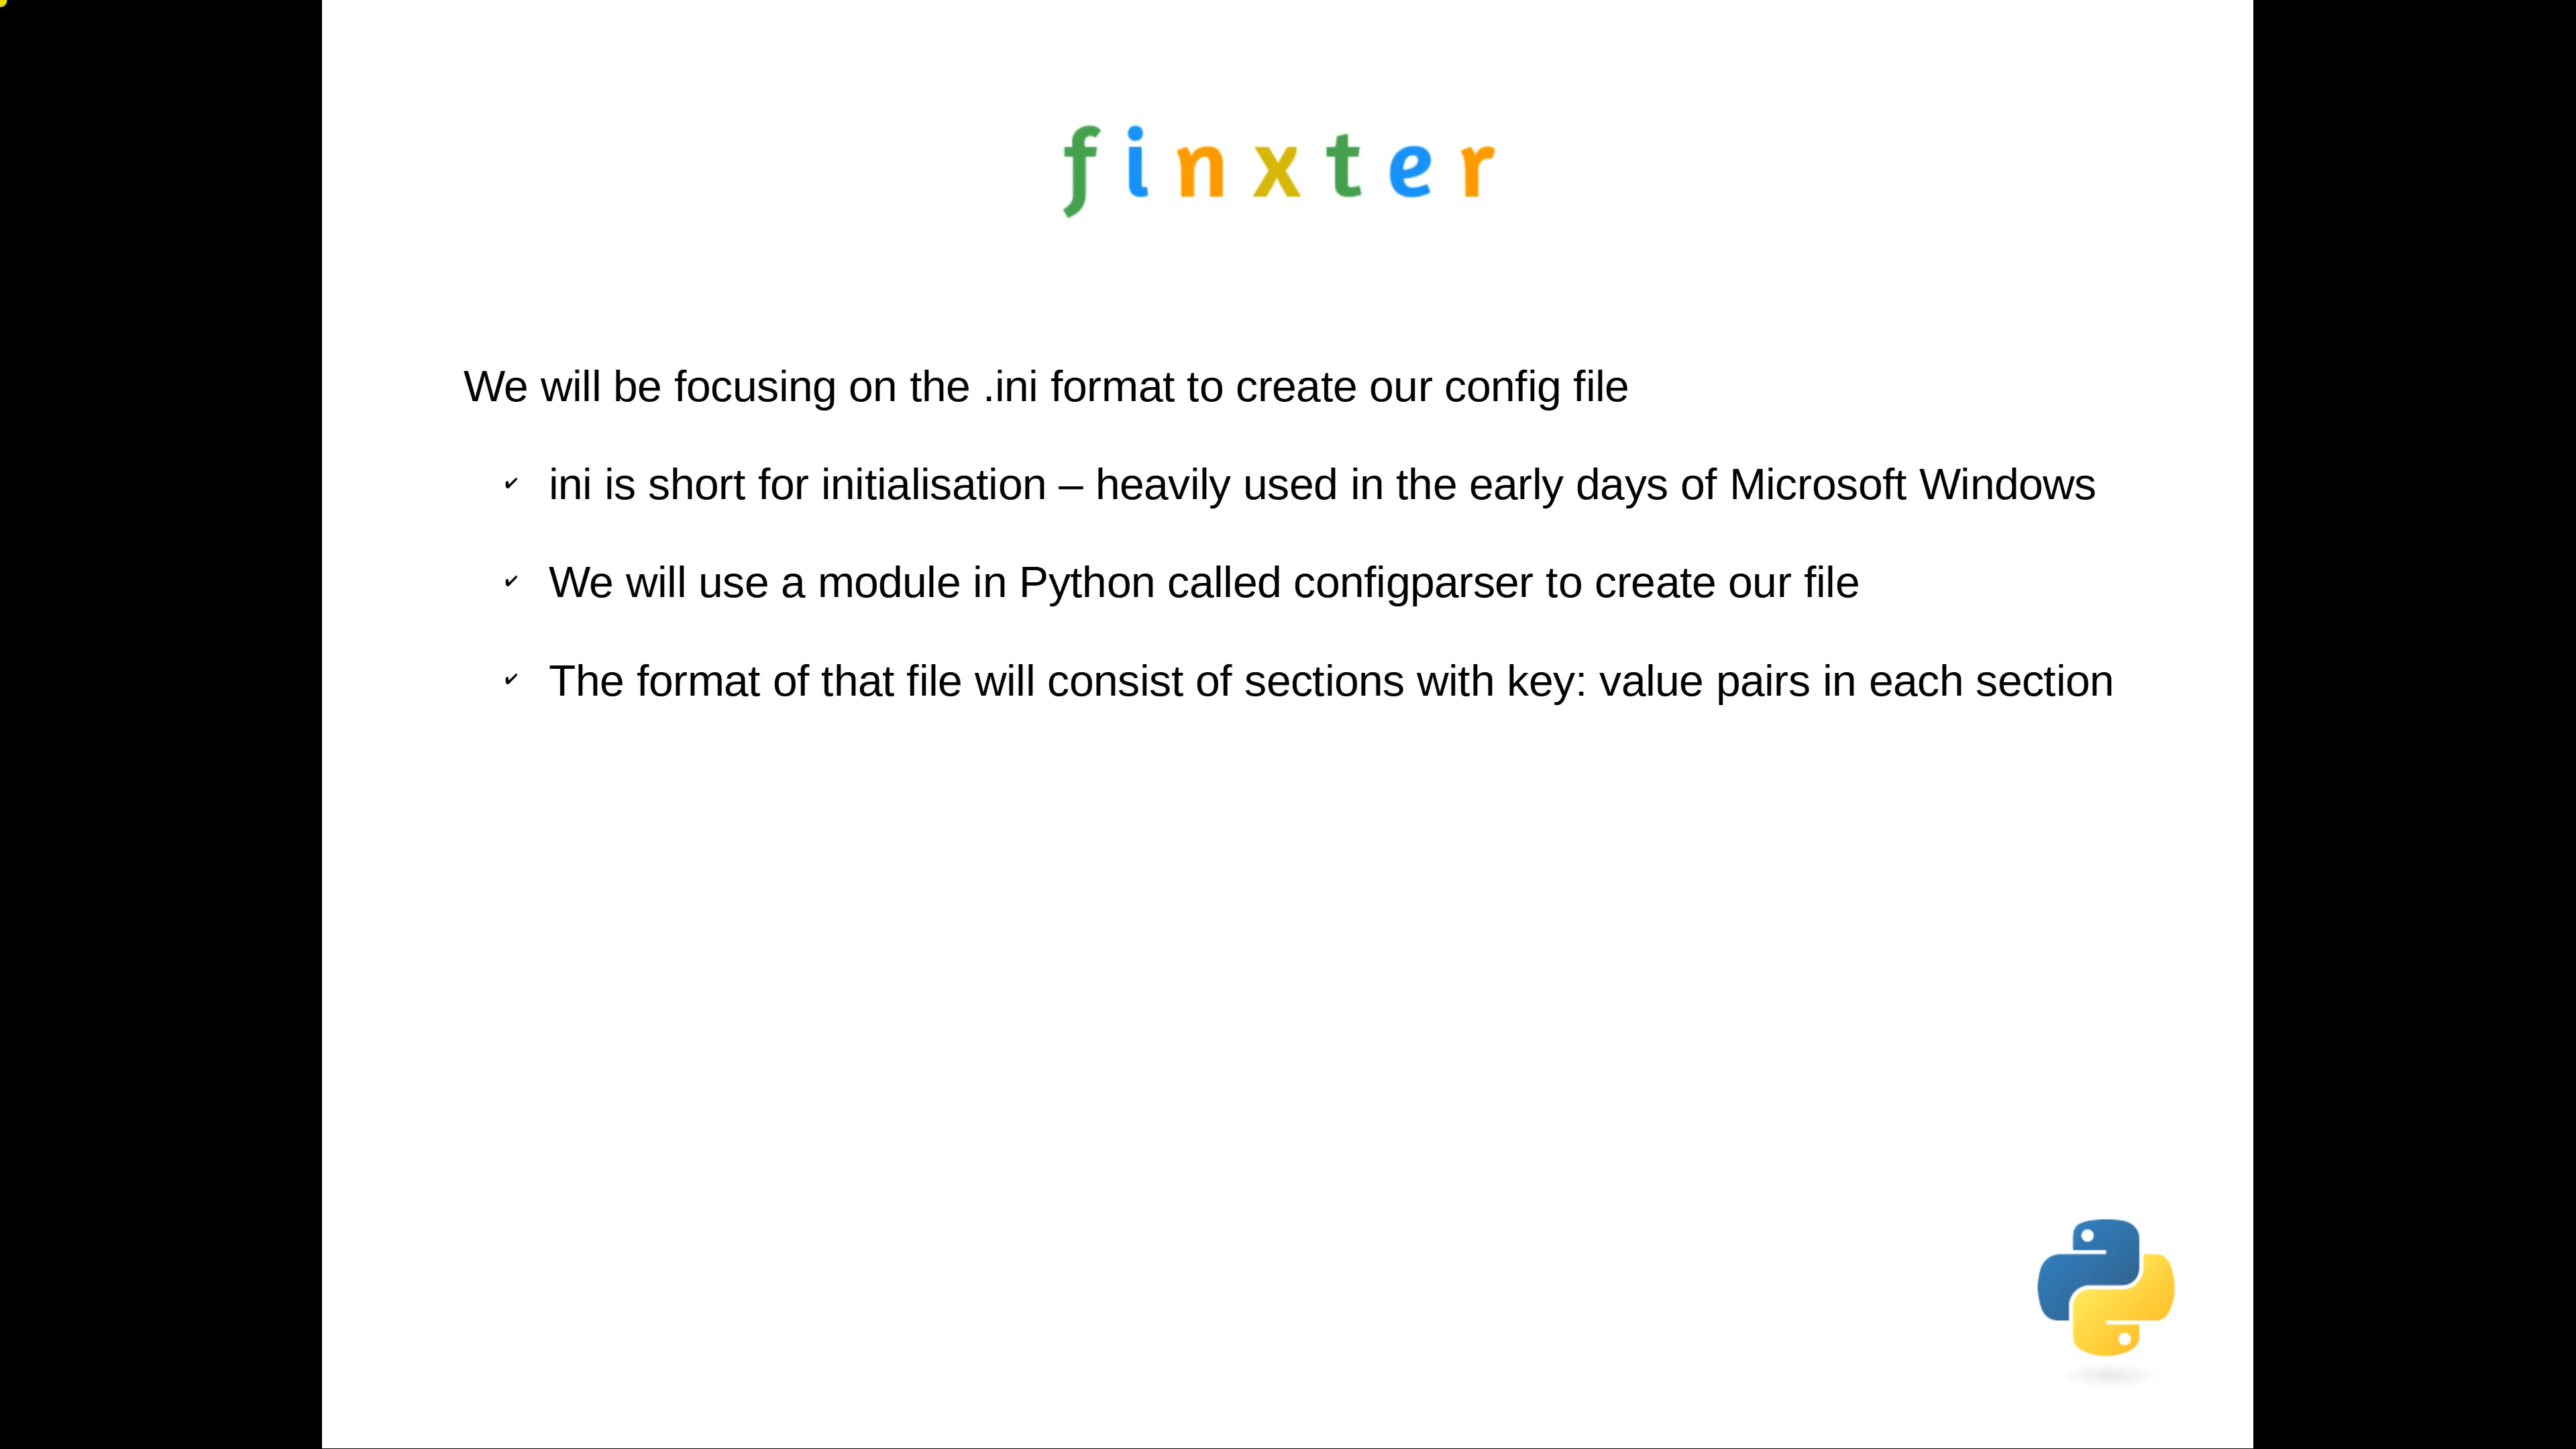 finxter
We will be focusing on the .ini format to create our config file
✔ ini is short for initialisation – heavily used in the early days of Microsoft Windows
✔ We will use a module in Python called configparser to create our file
✔ The format of that file will consist of sections with key: value pairs in each section